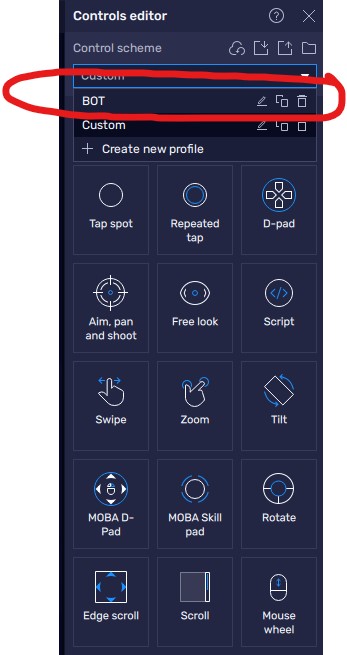 Controls editor
Control scheme
Custom
BOT
Custom
Create new profile
Tap spot
Repeated
tap
D-pad
Aim, pan
and shoot
Free look
Script
Swipe
Zoom
Tilt
MOBA D-
Pad
MOBA Skill
pad
Rotate
Edge scroll
Scroll
Mouse
wheel